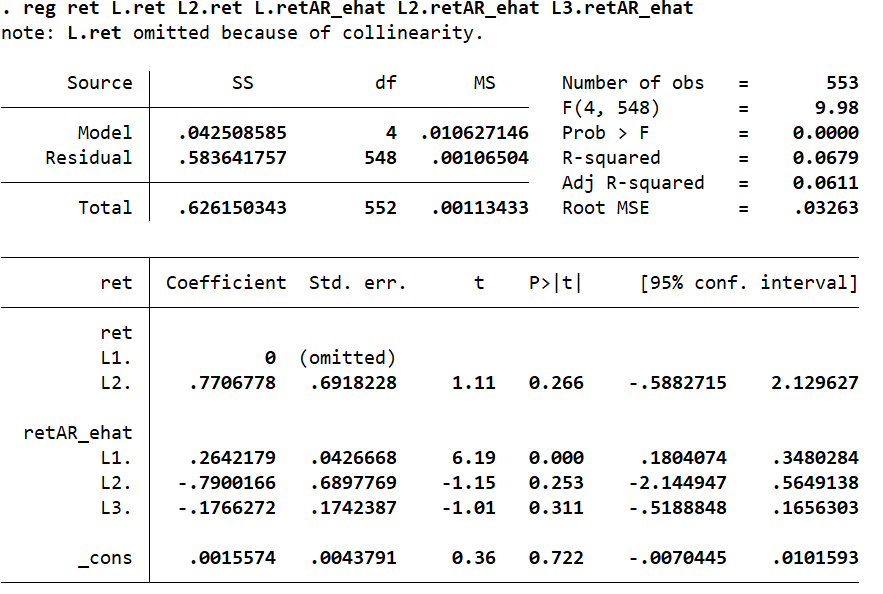 . reg ret L.ret L2.ret L.retAR_ehat L2.retAR_ehat L3.retAR_ehat
note: L.ret omitted because of collinearity.
Source SS df MS Number of obs = 553
F(4, 548) = 9.98
Model .042508585 4 .010627146 Prob > F = 0.0000
Residual .583641757 548 .00106504 R-squared = 0.0679
Adj R-squared = 0.0611
Total .626150343 552 .00113433 Root MSE = .03263
ret Coefficient Std. err. t P>|t| [95% conf. interval]
ret
L1. 0 (omitted)
L2. .7706778 .6918228 1.11 0.266 -.5882715 2.129627
retAR_ehat
L1. .2642179 .0426668 6.19 0.000 .1804074 .3480284
L2. -.7900166 .6897769 -1.15 0.253 -2.144947 .5649138
L3. -.1766272 .1742387 -1.01 0.311 -.5188848 .1656303
_cons .0015574 .0043791 0.36 0.722 -.0070445 .0101593